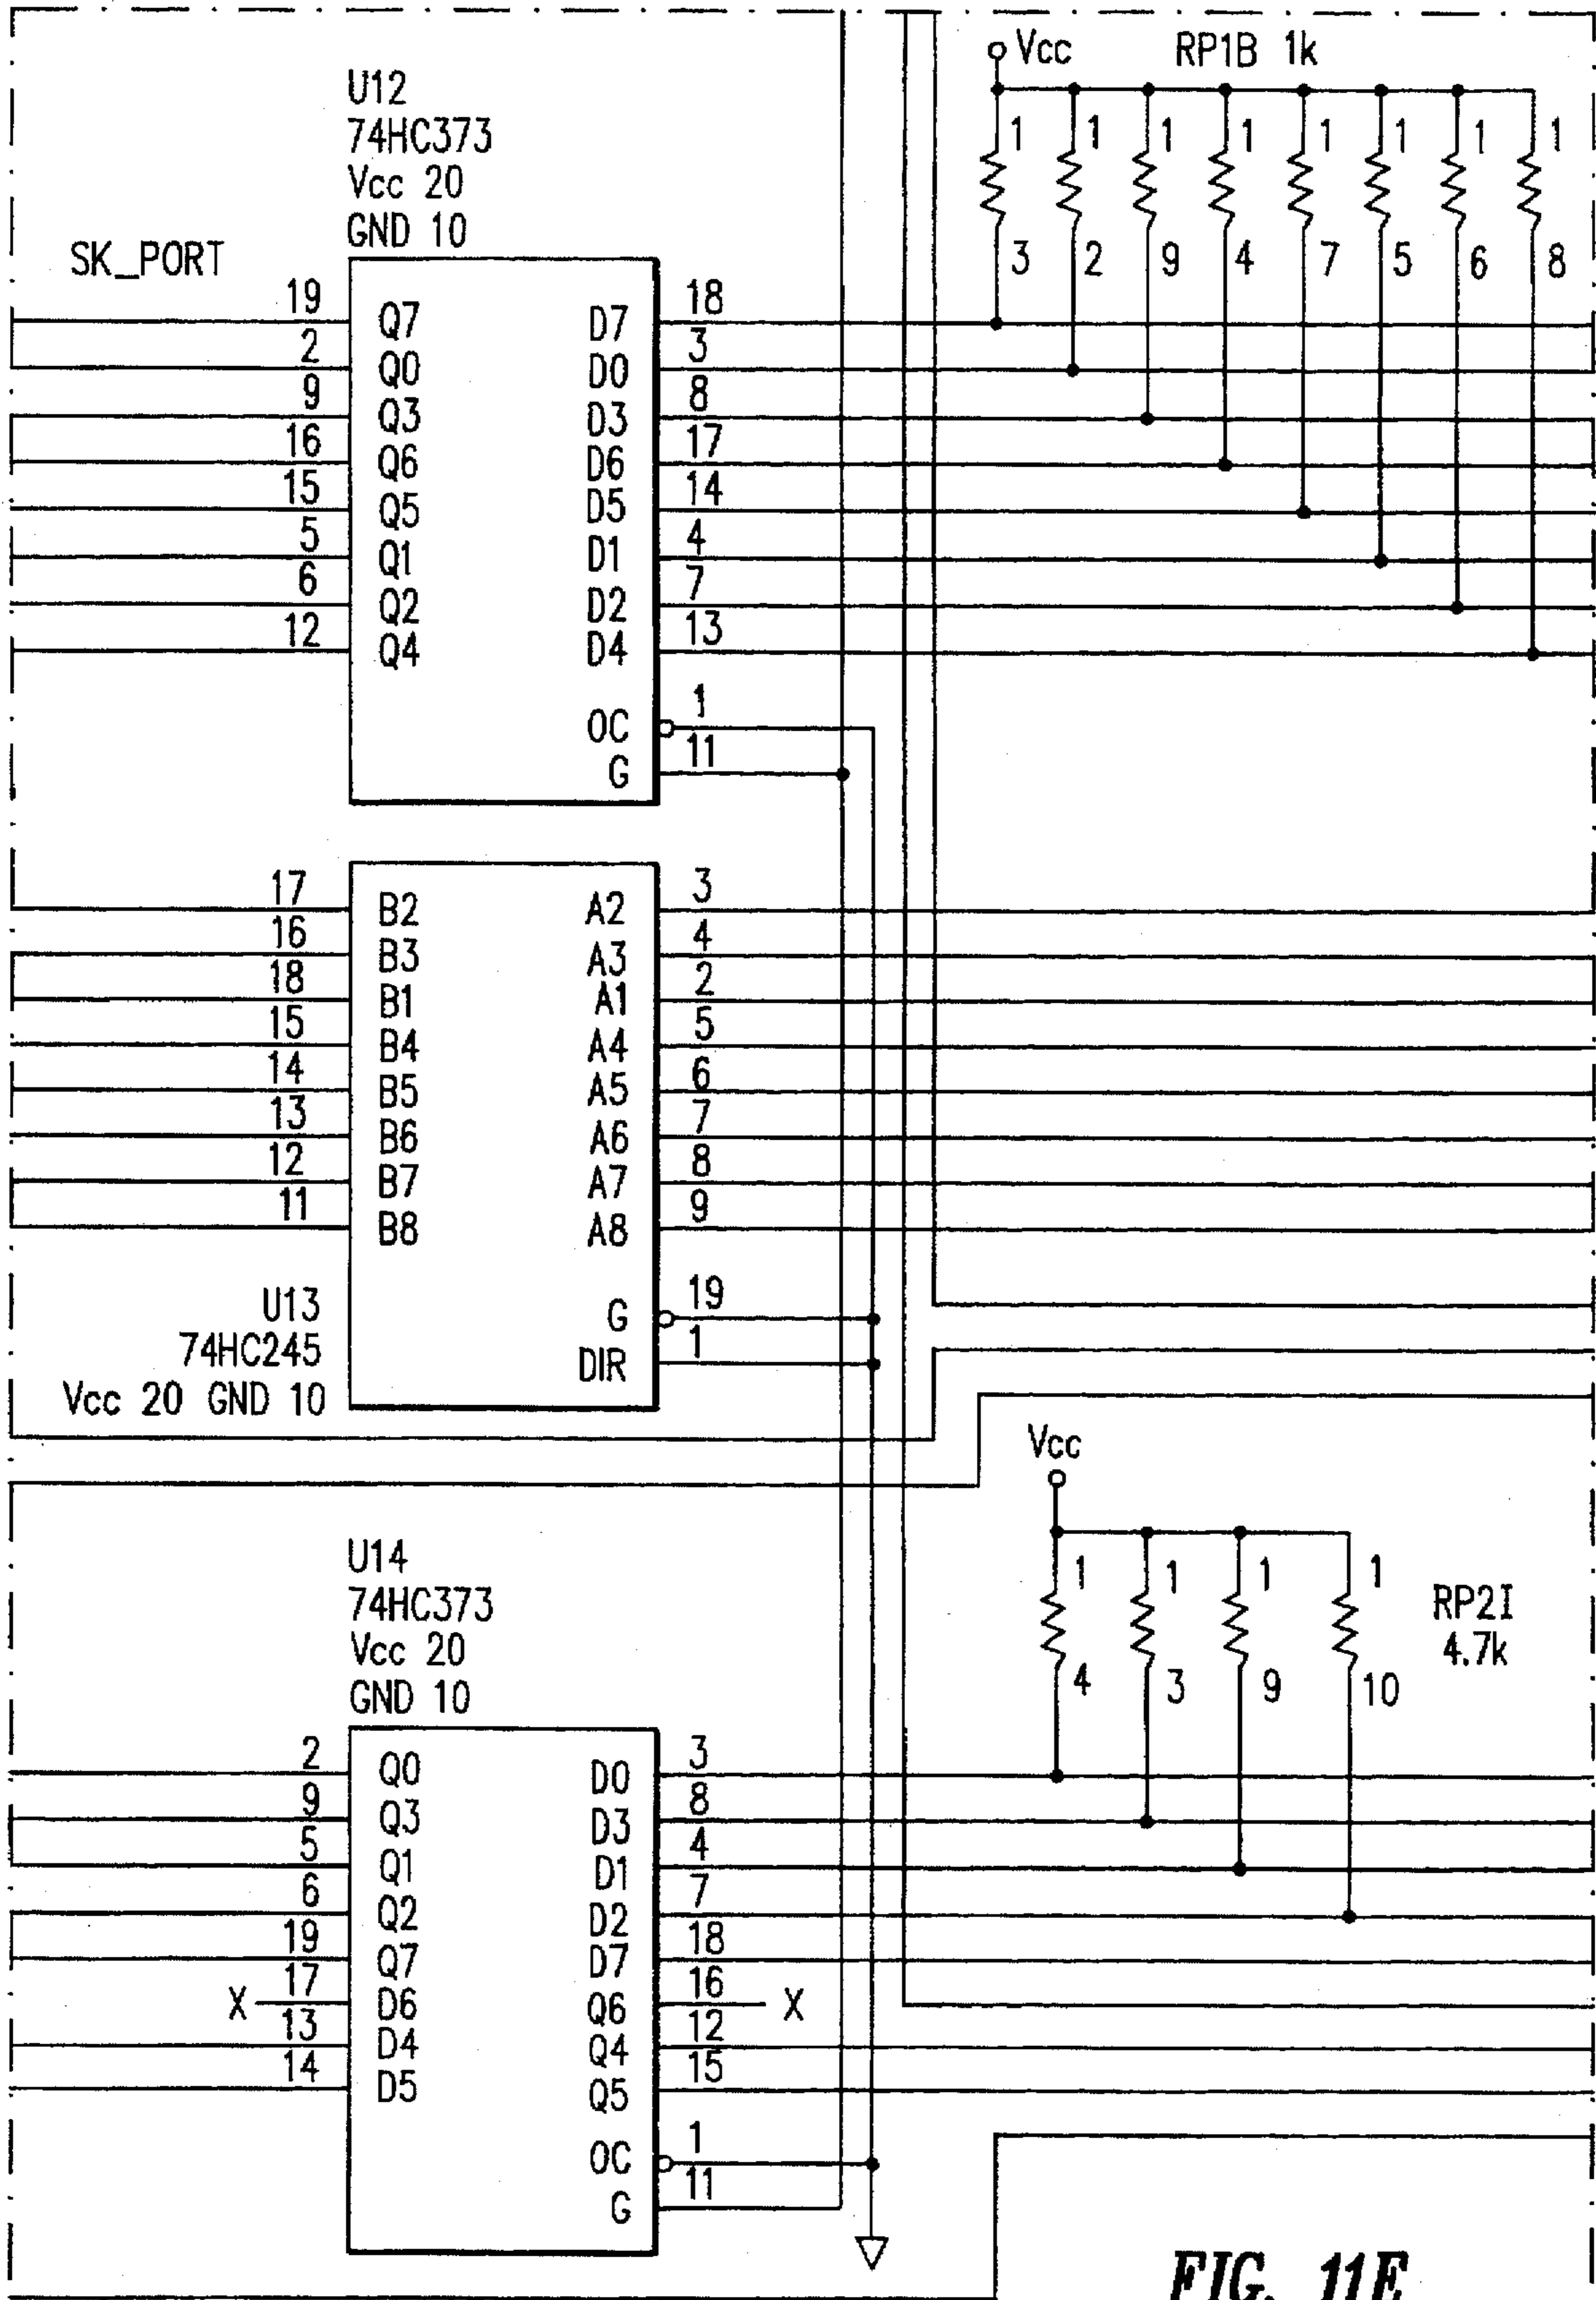 Vcc RP1B 1k
1 1 1 1 1 1 1 1
3 2 9 4 7 5 6 8
U12
74HC373
Vcc 20
GND 10
SK_PORT
19 Q7 D7 18
2 Q0 D0 3
9 Q3 D3 8
16 Q6 D6 17
15 Q5 D5 14
5 Q1 D1 4
6 Q2 D2 7
12 Q4 D4 13
OC 1
G 11
17 B2 A2 3
16 B3 A3 4
18 B1 A1 2
15 B4 A4 5
14 B5 A5 6
13 B6 A6 7
12 B7 A7 8
11 B8 A8 9
G 19
DIR 1
U13
74HC245
Vcc 20 GND 10
Vcc
1 1 1 1
4 3 9 10
RP2I
4.7k
U14
74HC373
Vcc 20
GND 10
2 Q0 D0 3
9 Q3 D3 8
5 Q1 D1 4
6 Q2 D2 7
19 Q7 D7 18
X 17 D6 Q6 16 X
13 D4 Q4 12
14 D5 Q5 15
OC 1
G 11
FIG. 11E